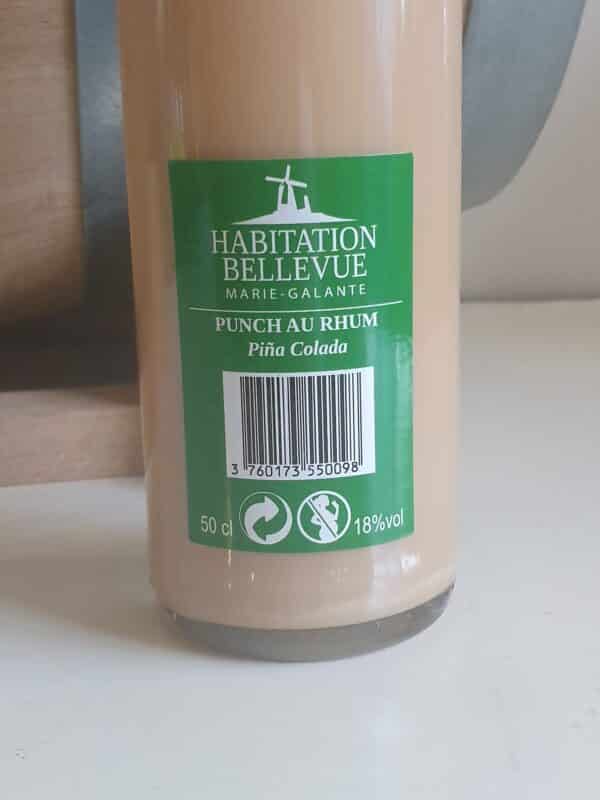 HABITATION
BELLEVUE
MARIE-GALANTE
PUNCH AU RHUM
Piña Colada
3 760173 550098
50 cl 18%vol